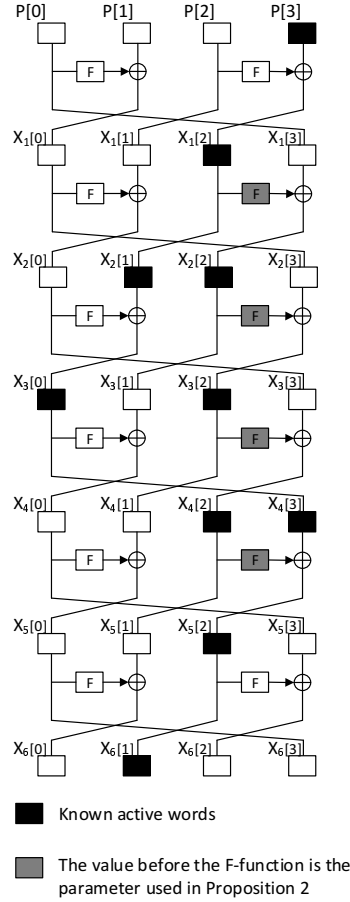 P[0] P[1] P[2] P[3]
F F
X1[0] X1[1] X1[2] X1[3]
F F
X2[0] X2[1] X2[2] X2[3]
F F
X3[0] X3[1] X3[2] X3[3]
F F
X4[0] X4[1] X4[2] X4[3]
F F
X5[0] X5[1] X5[2] X5[3]
F F
X6[0] X6[1] X6[2] X6[3]
Known active words
The value before the F-function is the
parameter used in Proposition 2